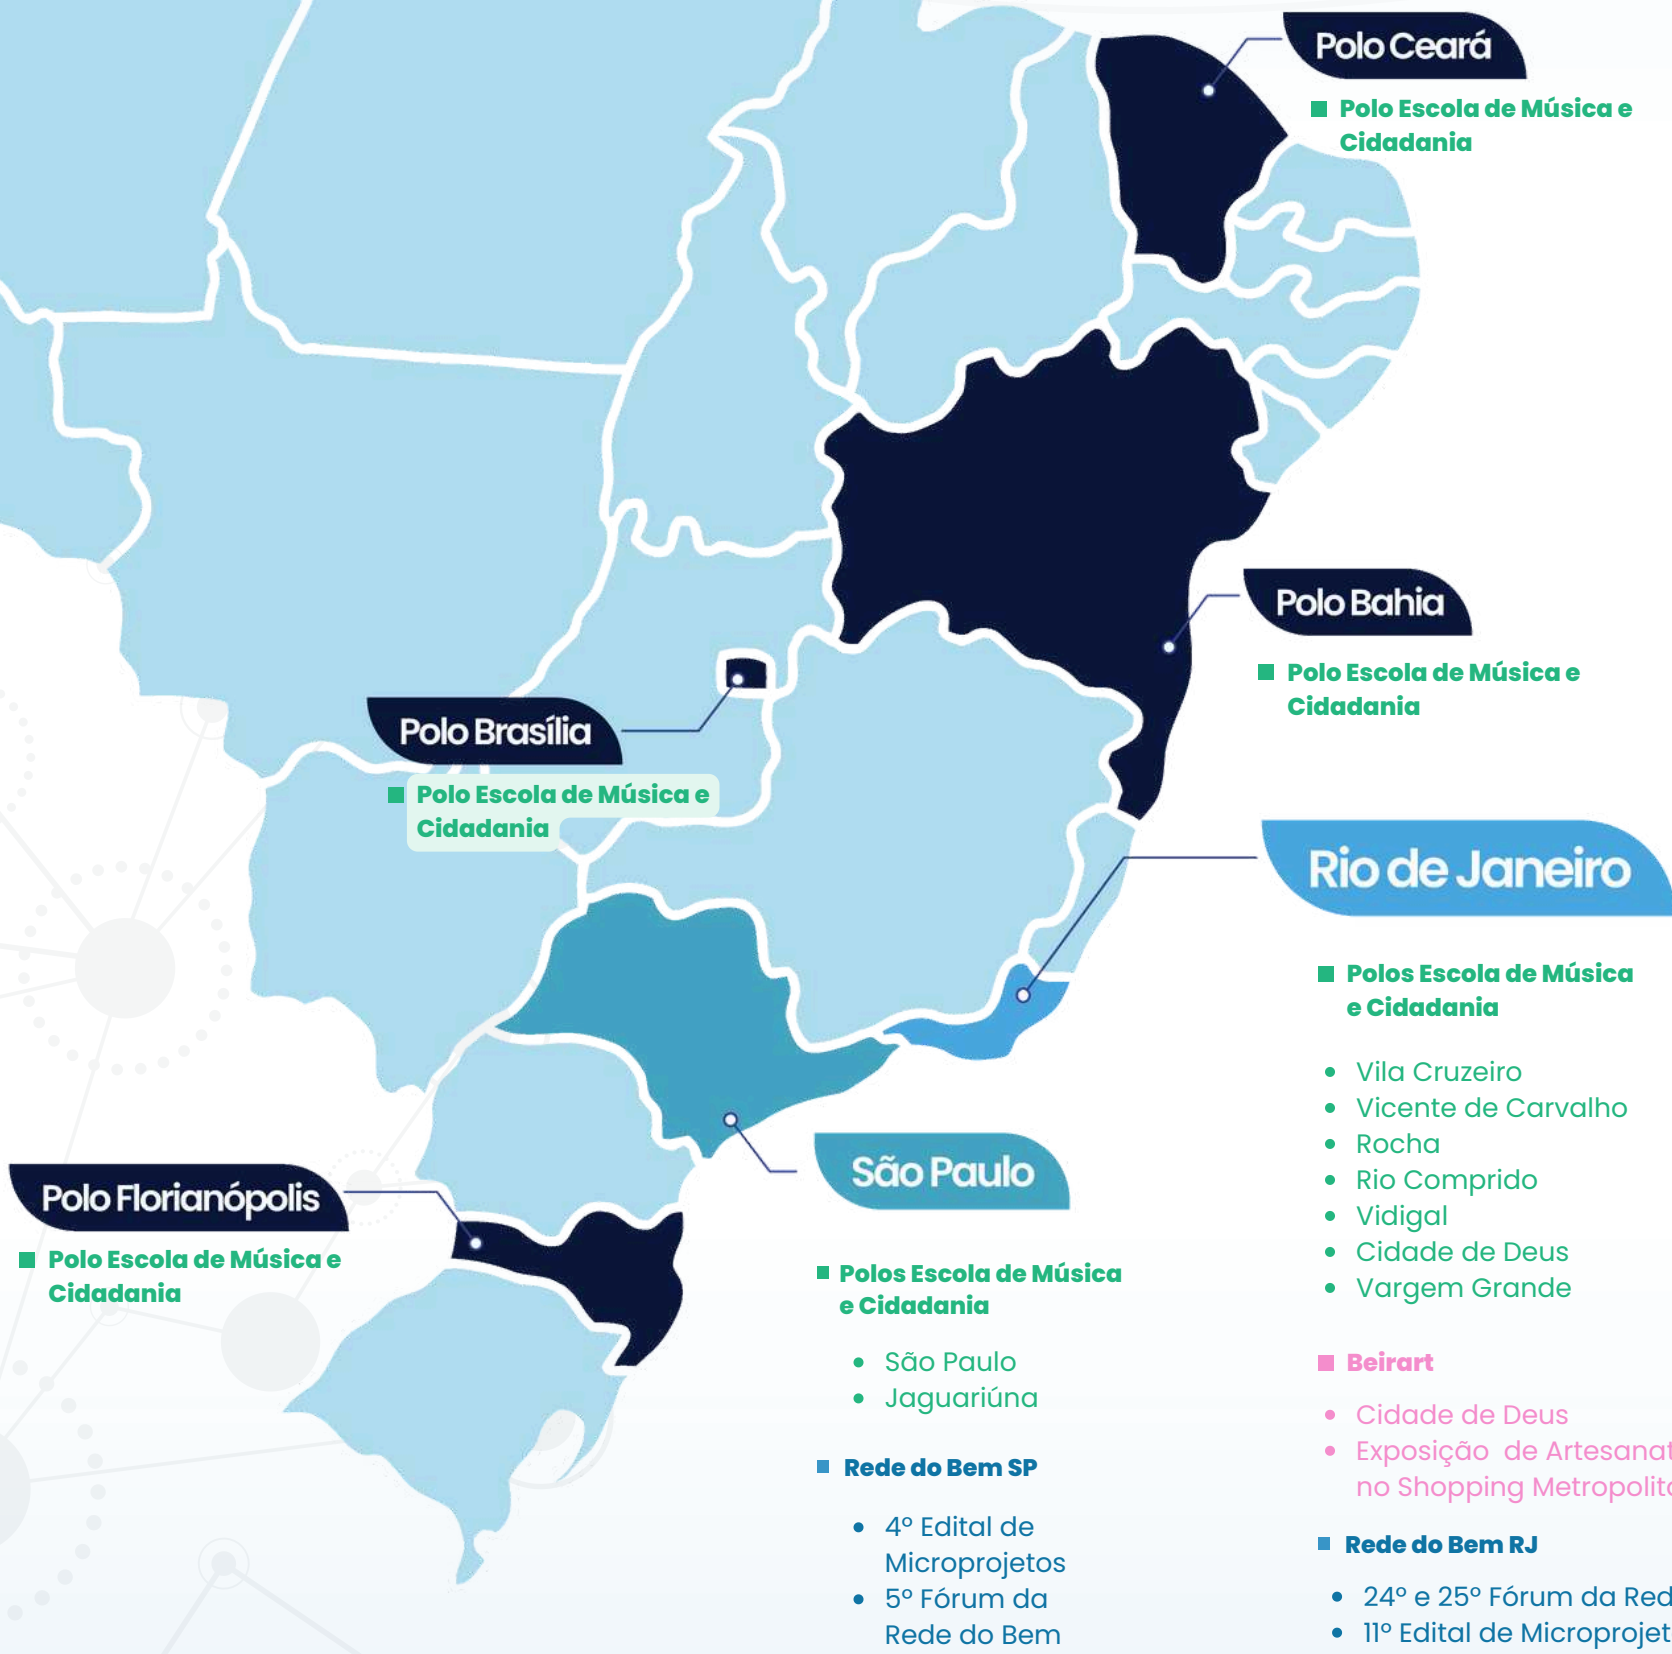 Polo Ceará
Polo Escola de Música e
Cidadania
Polo Bahia
Polo Escola de Música e
Cidadania
Polo Brasília
Polo Escola de Música e
Cidadania
Rio de Janeiro
Polos Escola de Música
e Cidadania
Vila Cruzeiro
Vicente de Carvalho
Rocha
Rio Comprido
Vidigal
Cidade de Deus
Vargem Grande
Beirart
Cidade de Deus
Exposição de
no Shopping
Rede do Bem RJ
24º e 25º Fórum da
11º Edital de
São Paulo
Polos Escola de Música
e Cidadania
São Paulo
Jaguariúna
Rede do Bem SP
4º Edital de
Microprojetos
5º Fórum da
Rede do Bem
Polo Florianópolis
Polo Escola de Música e
Cidadania